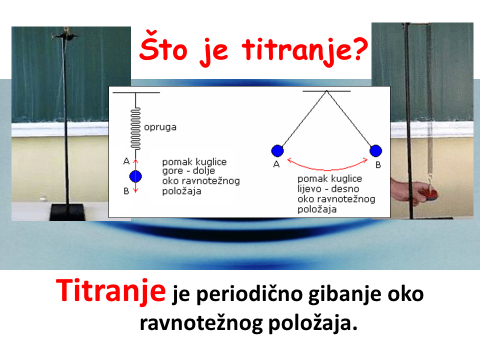 Što je titranje?
opruga
A
B
pomak kuglice
gore - dolje
oko ravnotežnog
položaja
A
B
pomak kuglice
lijevo - desno
oko ravnotežnog
položaja
Titranje je periodično gibanje oko
ravnotežnog položaja.